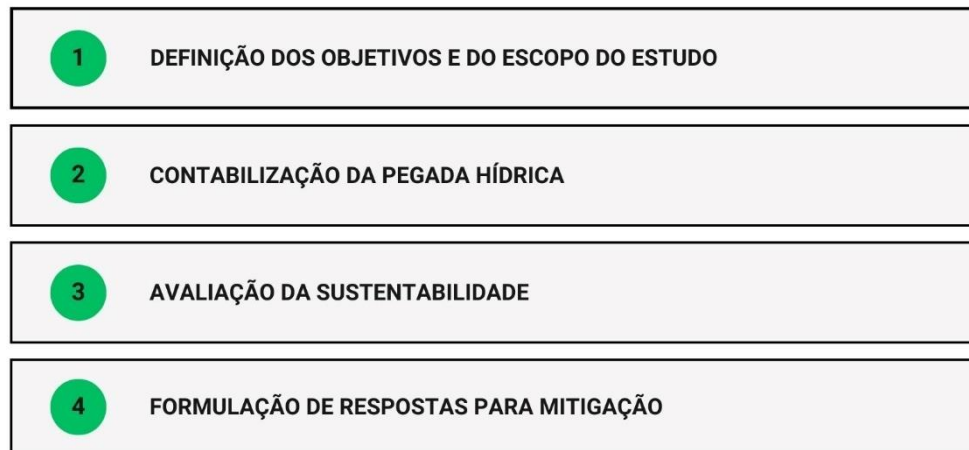 1 DEFINIÇÃO DOS OBJETIVOS E DO ESCOPO DO ESTUDO
2 CONTABILIZAÇÃO DA PEGADA HÍDRICA
3 AVALIAÇÃO DA SUSTENTABILIDADE
4 FORMULAÇÃO DE RESPOSTAS PARA MITIGAÇÃO